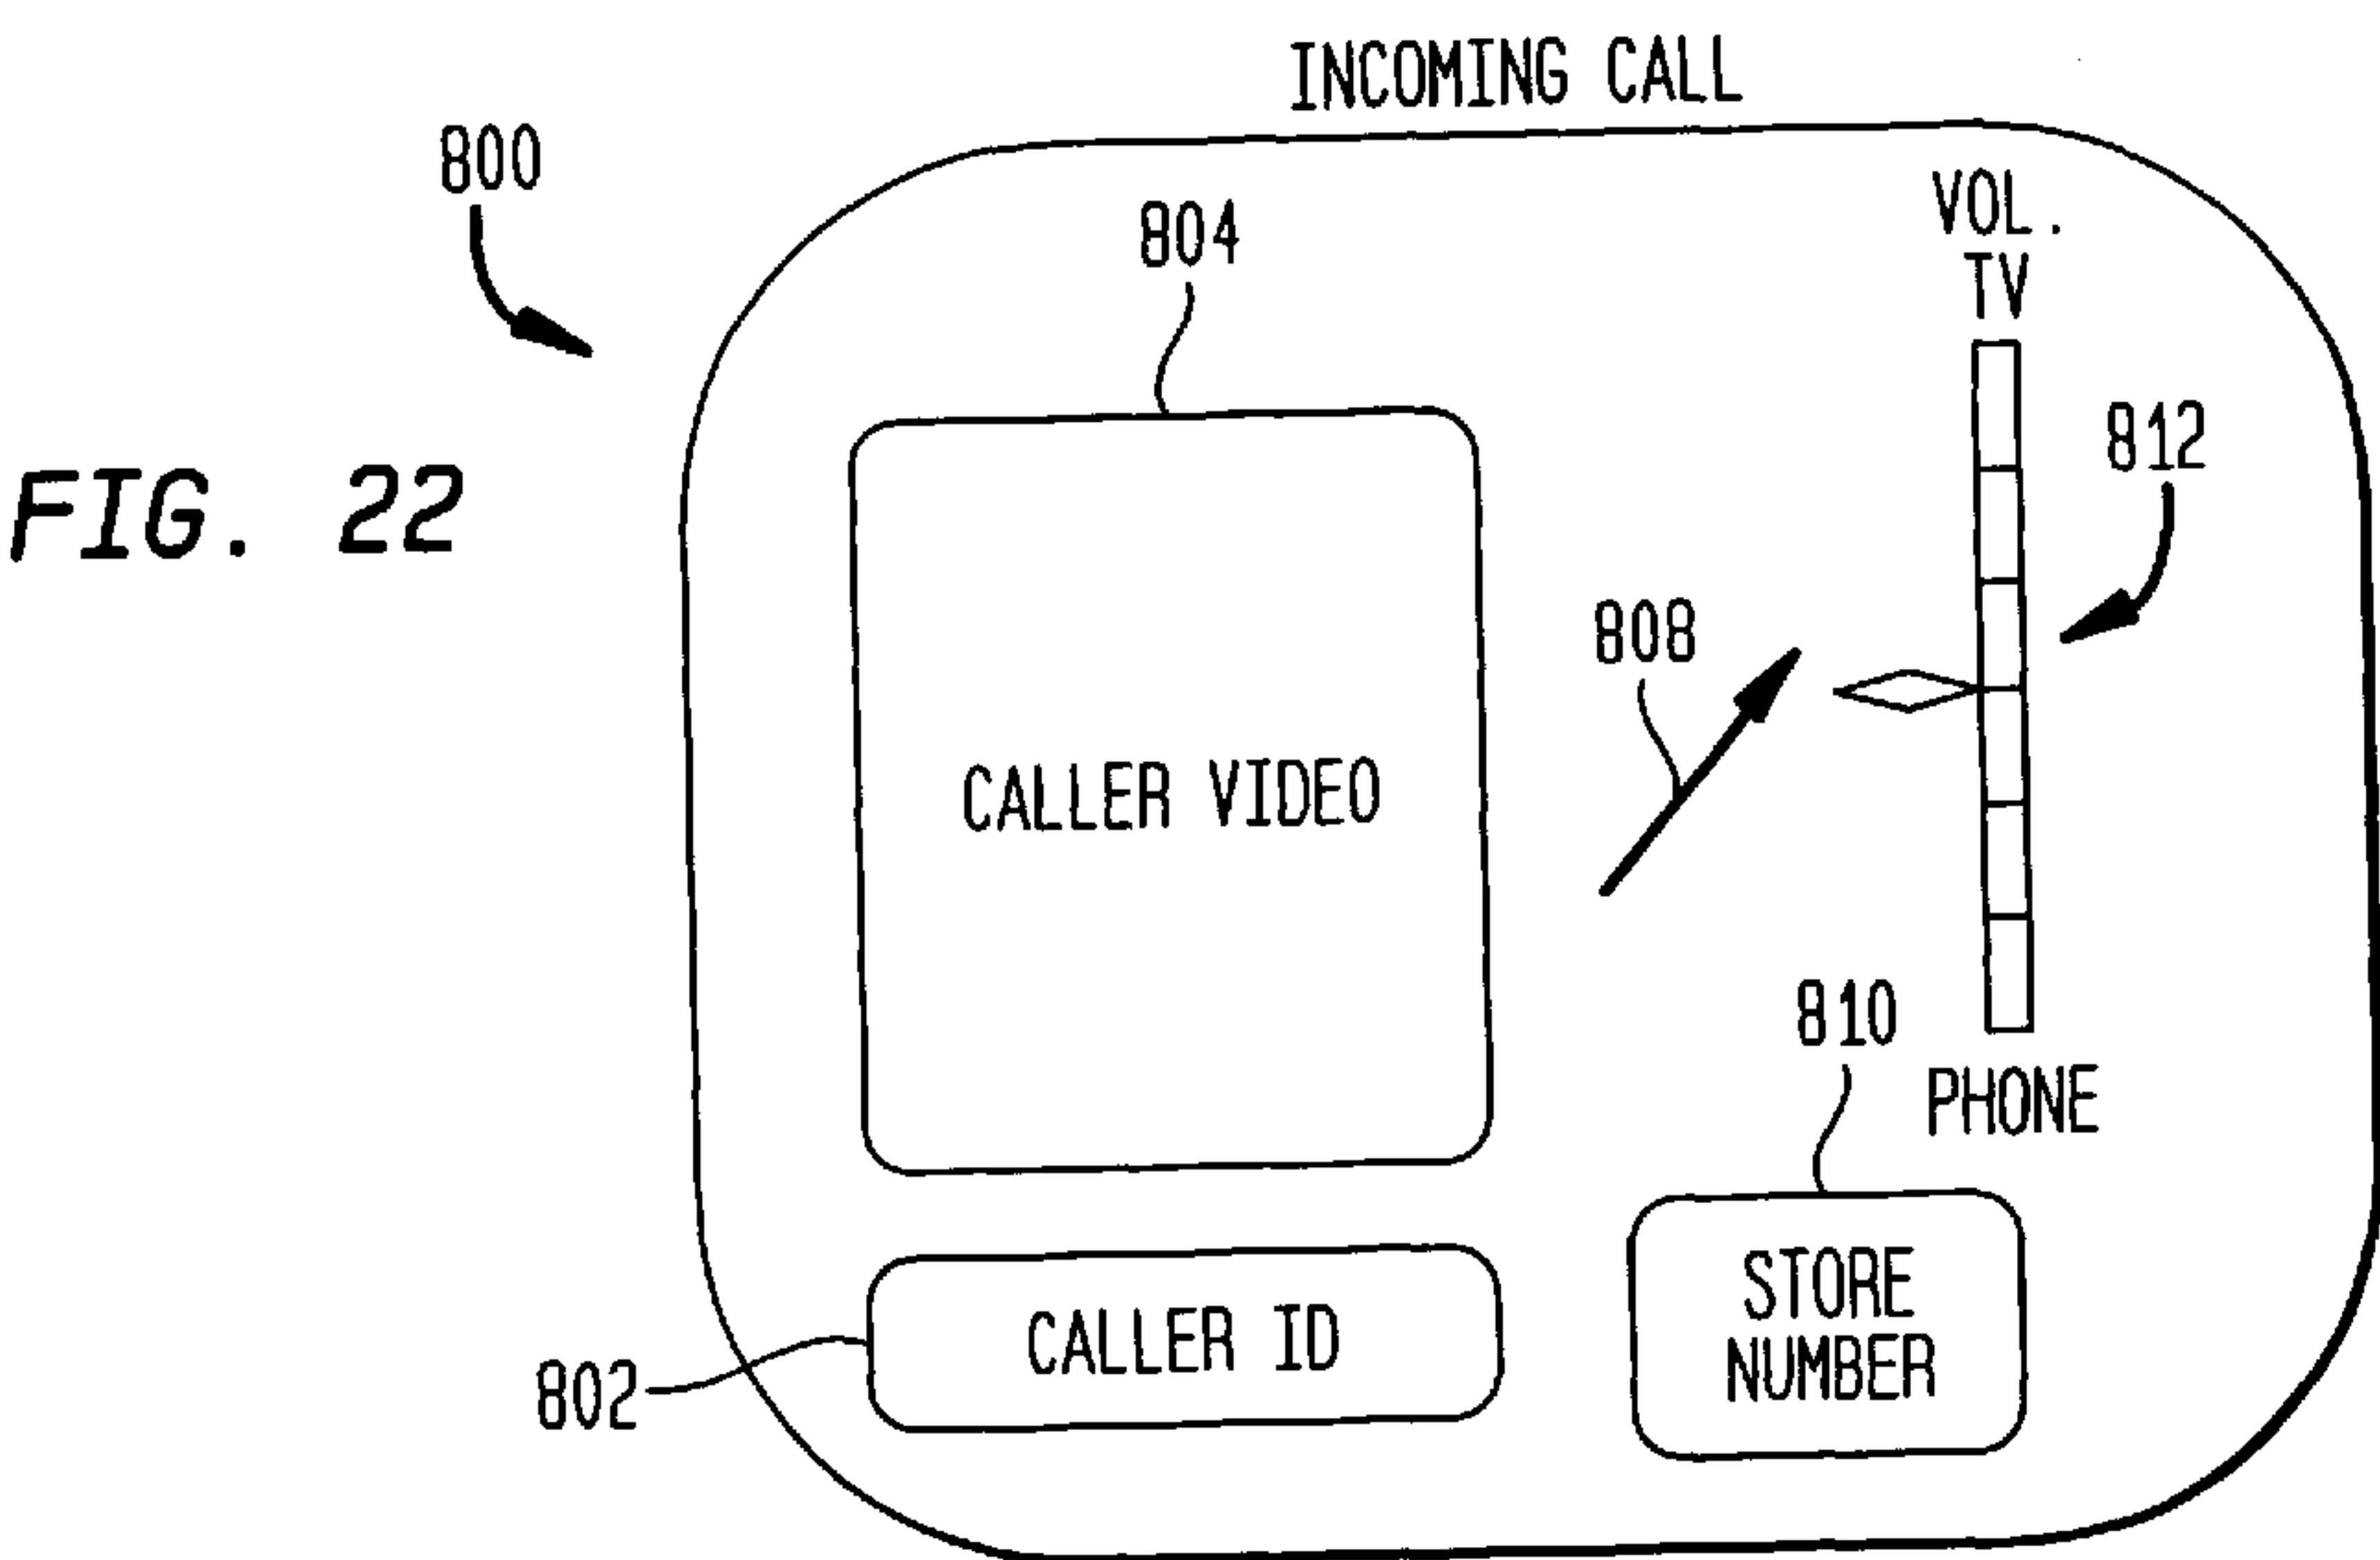 INCOMING CALL
800
804
VOL.
TV
812
FIG. 22
808
CALLER VIDEO
810
PHONE
STORE
NUMBER
CALLER ID
802